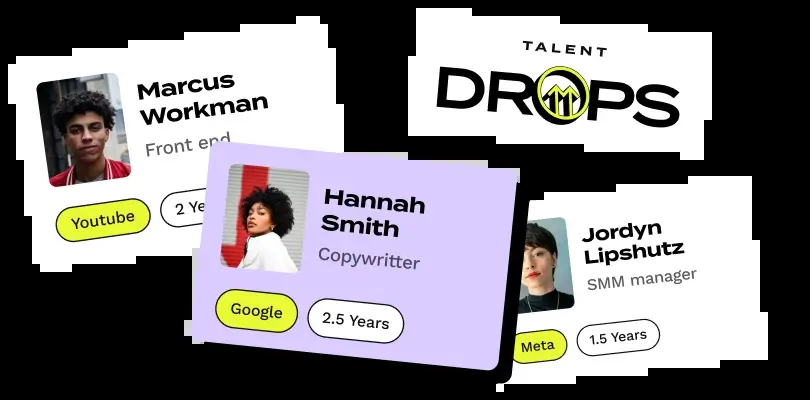 TALENT
DROPS
Marcus
Workman
Front end
Youtube
2 Ye
Hannah
Smith
Copywritter
Google
2.5 Years
Jordyn
Lipshutz
SMM manager
Meta
1.5 Years